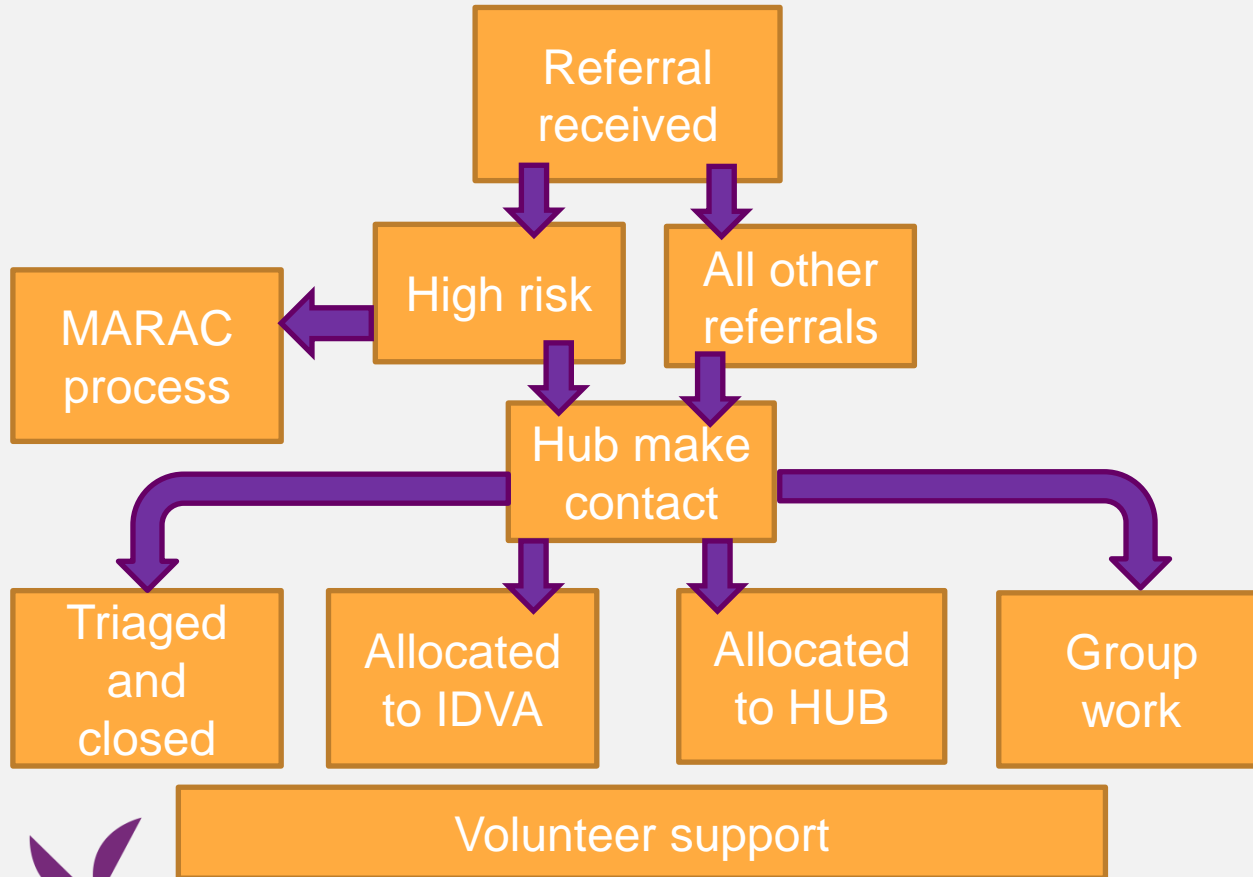 Referral
received
High risk
All other
referrals
MARAC
process
Hub make
contact
Triaged
and
closed
Allocated
to IDVA
Allocated
to HUB
Group
work
Volunteer support